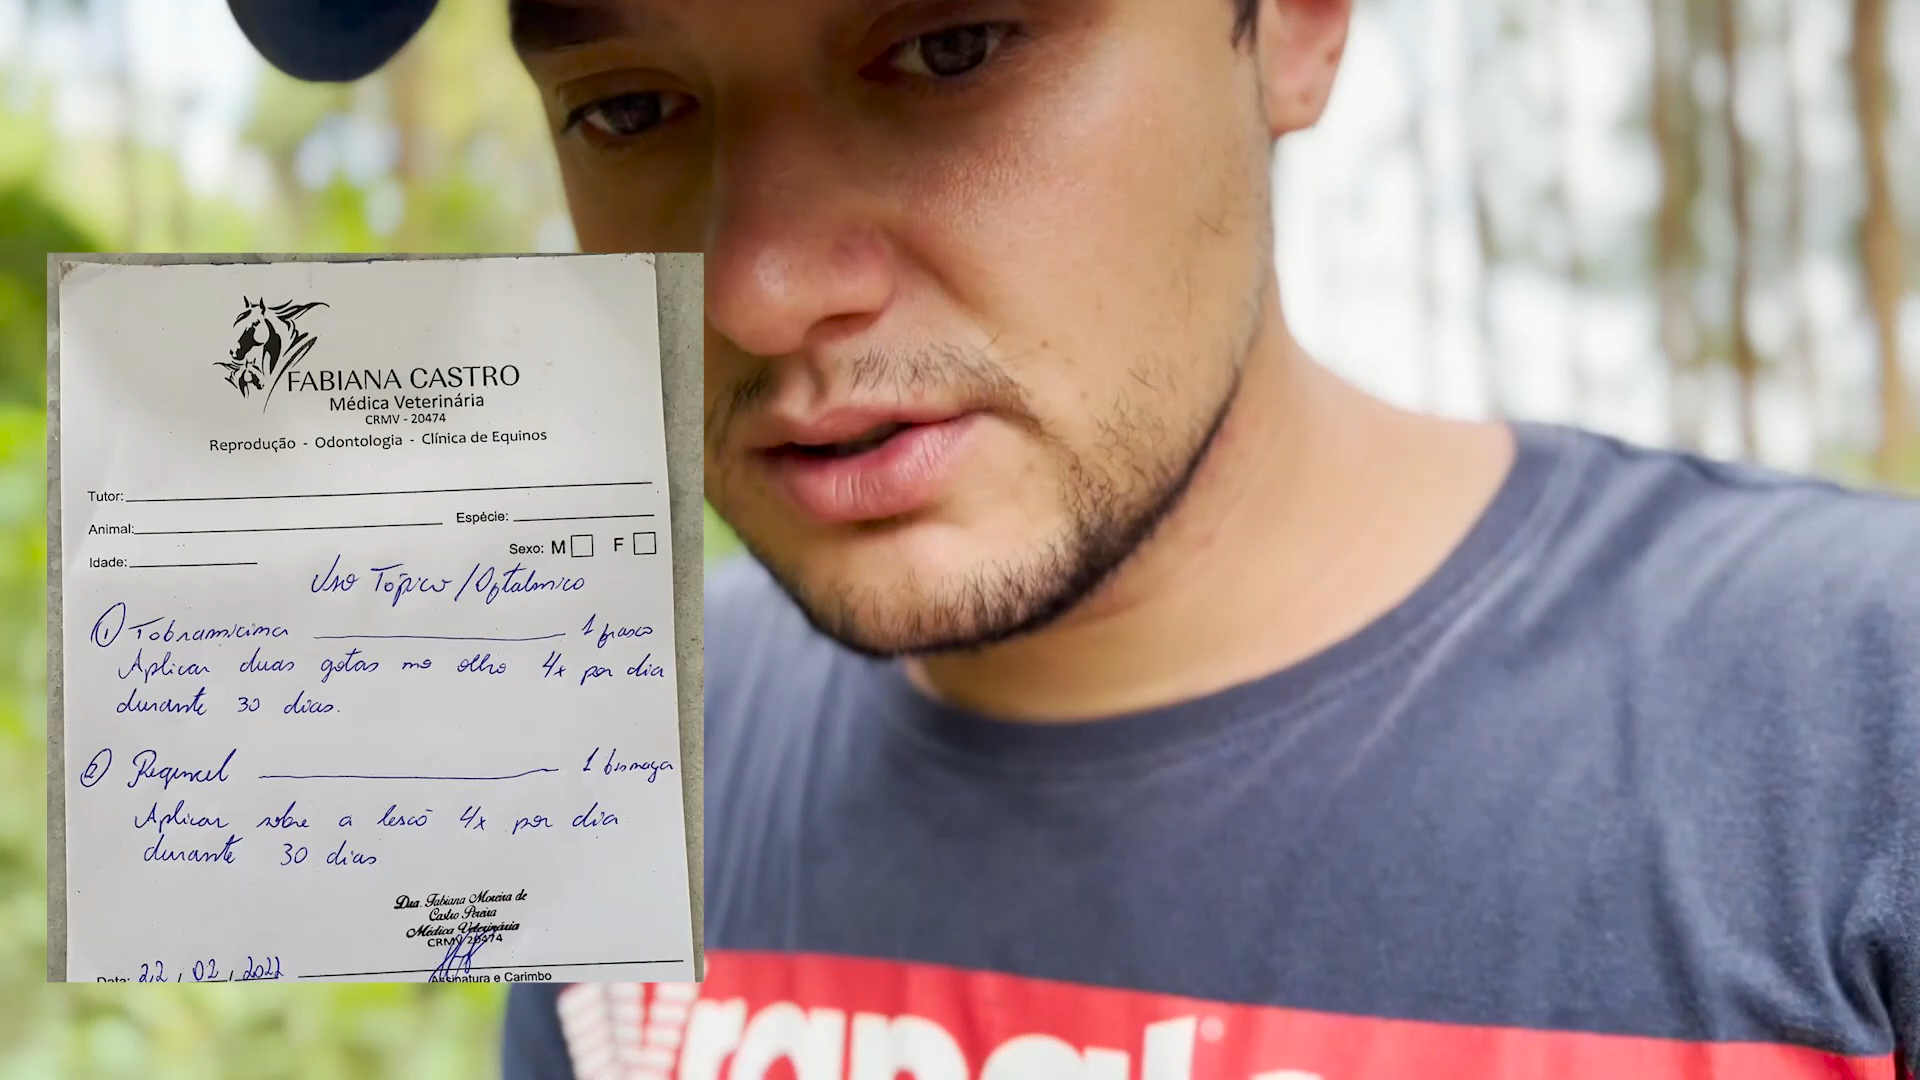 FABIANA CASTRO
Médica Veterinária
CRMV - 20474
Reprodução - Odontologia - Clínica de Equinos
Tutor:
Animal: Espécie:
Idade: Sexo: M F
Uso Tópico/Oftalmico
1 Tobramicina 1 frasco
Aplicar duas gotas no olho 4x por dia
durante 30 dias.
2 Regencel 1 bisnaga
Aplicar sobre a lesão 4x por dia
durante 30 dias
Dra. Fabiana Moreira de
Castro Pereira
Médica Veterinária
CRMV 20474
Data: 22 / 02 / 2022
Assinatura e Carimbo